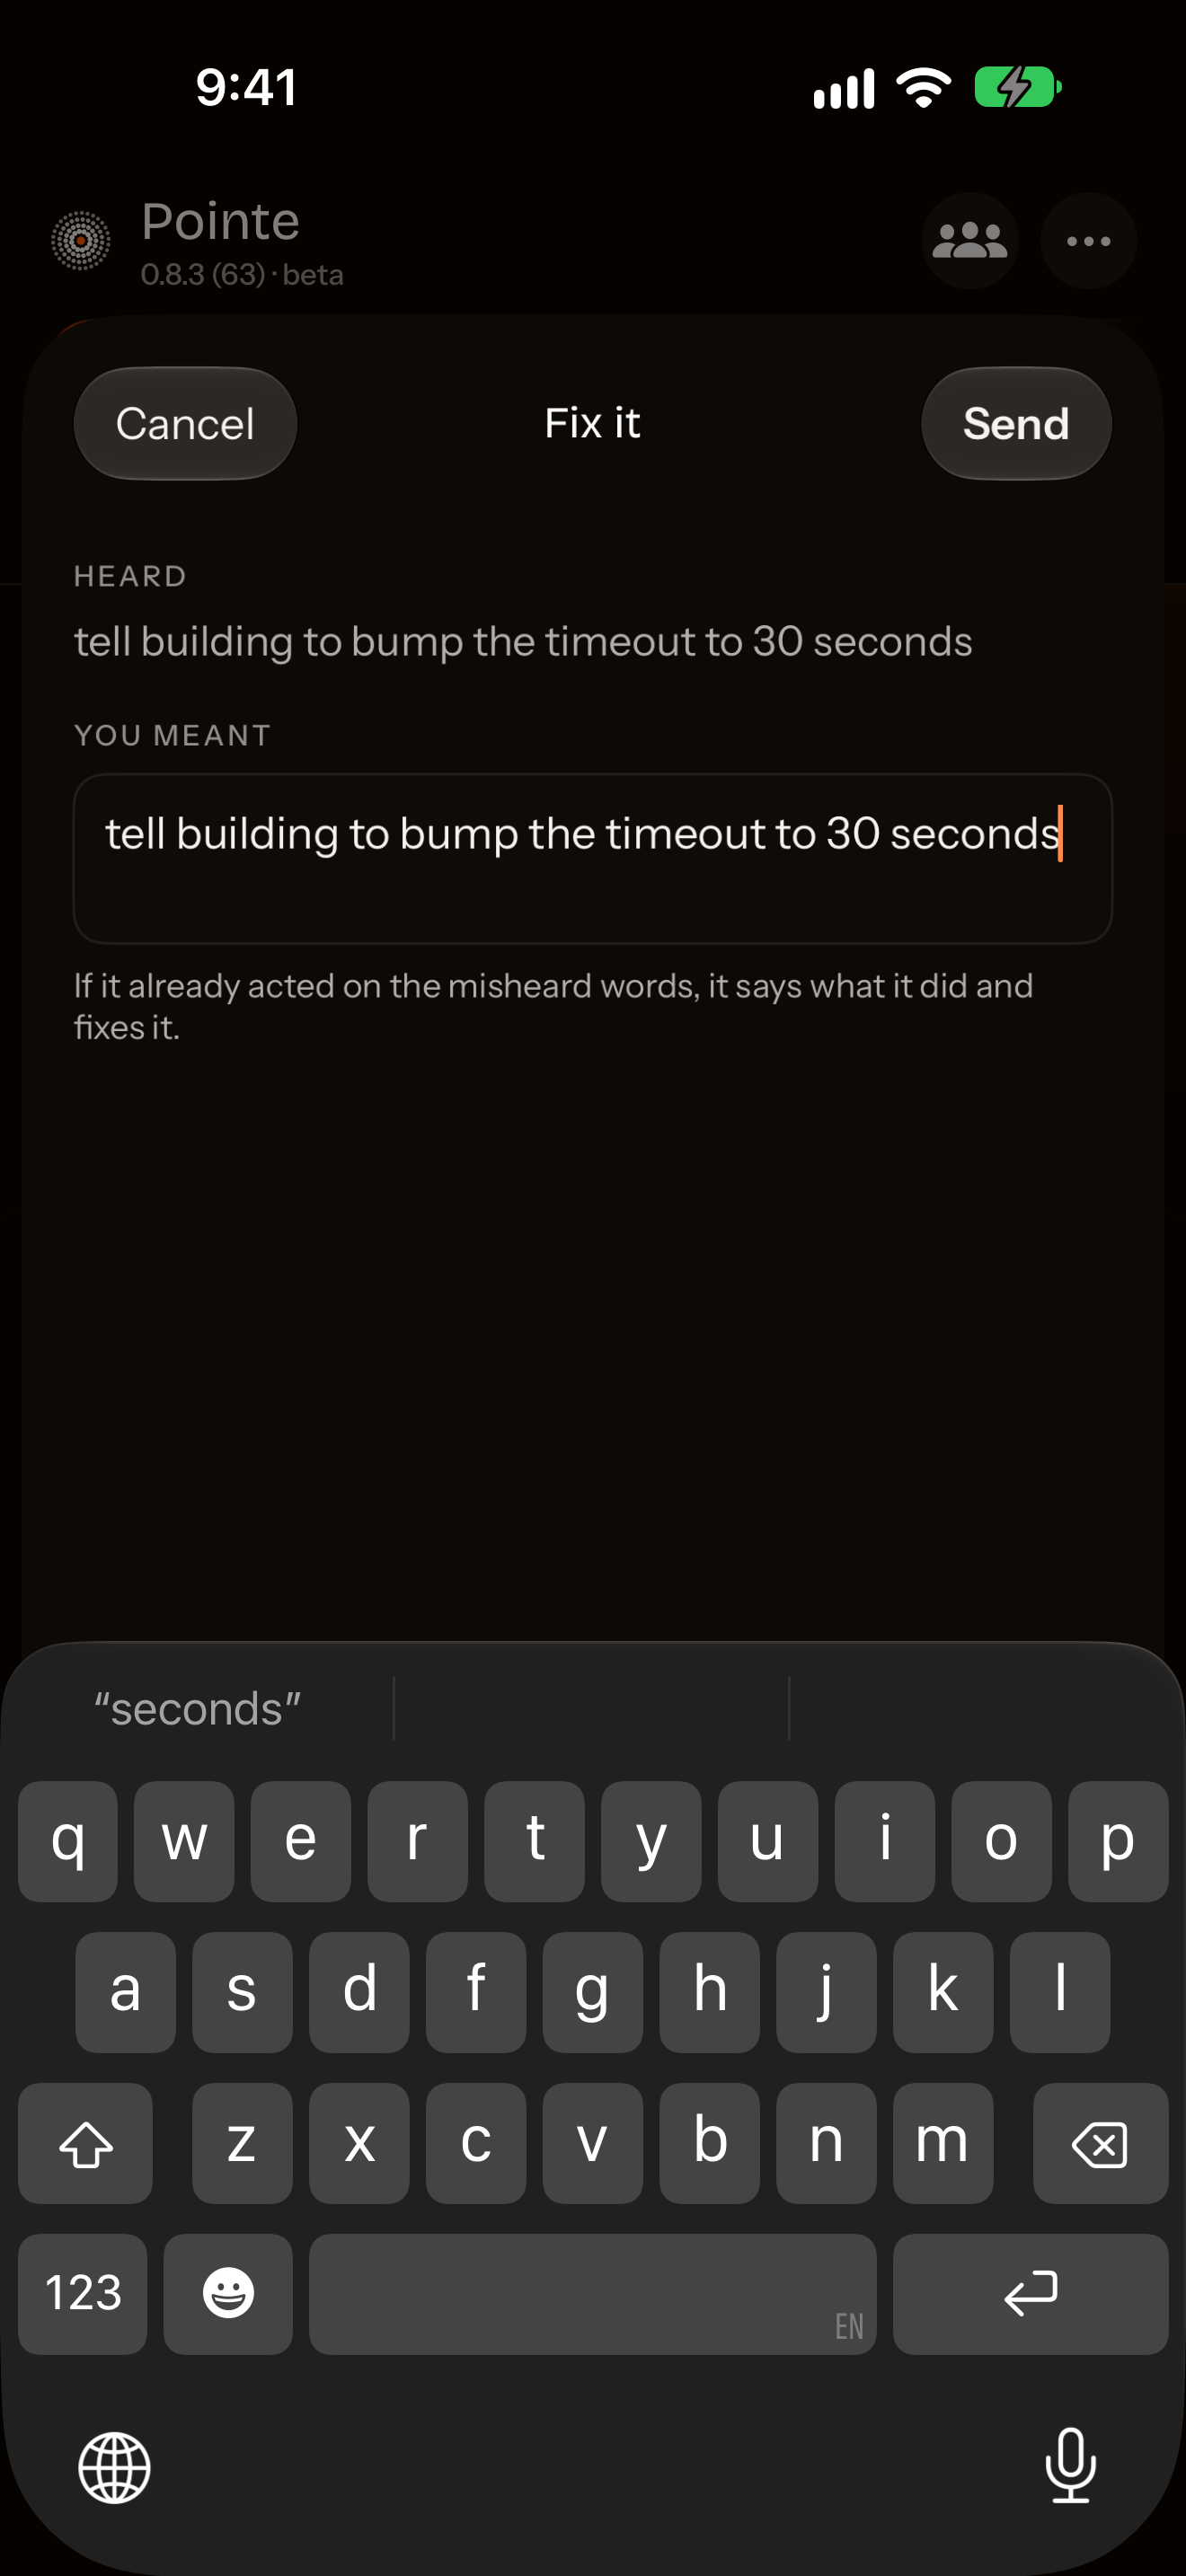 9:41
Pointe
0.8.3 (63) · beta
Cancel
Fix it
Send
HEARD
tell building to bump the timeout to 30 seconds
YOU MEANT
tell building to bump the timeout to 30 seconds
If it already acted on the misheard words, it says what it did and
fixes it.
“seconds”
q w e r t y u i o p
a s d f g h j k l
z x c v b n m
123
EN